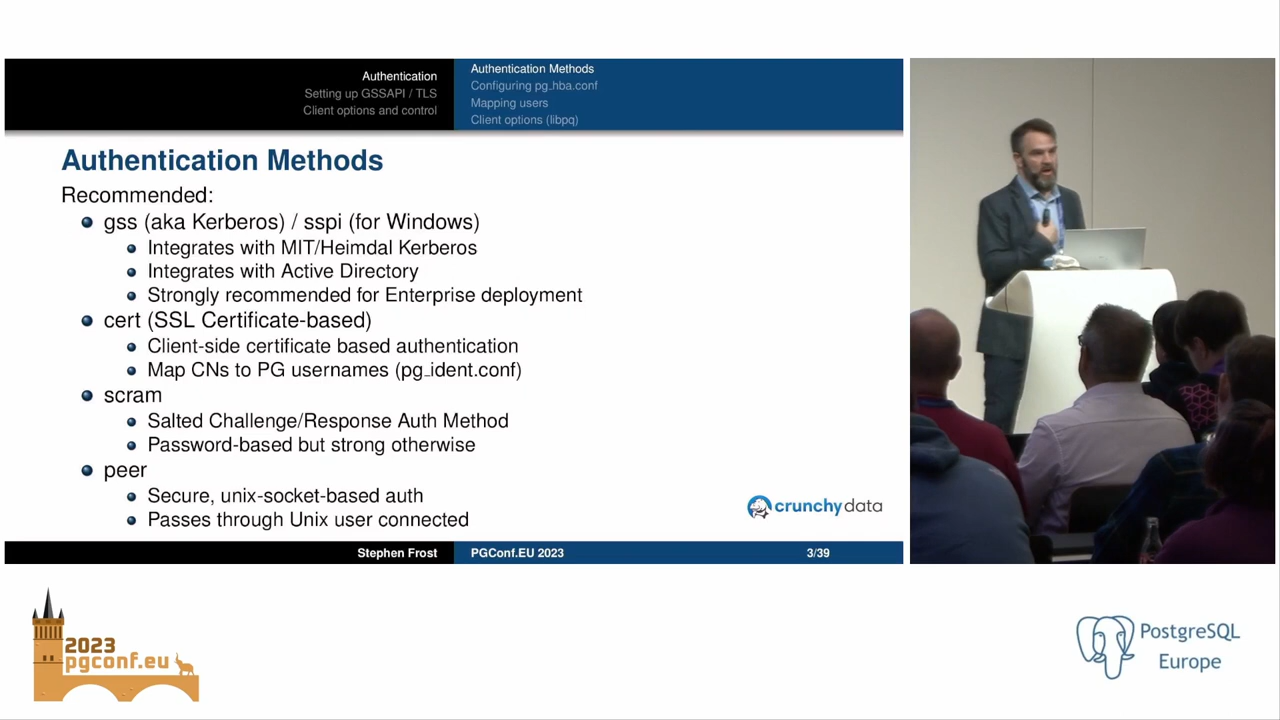 Authentication
Setting up GSSAPI / TLS
Client options and control
Authentication Methods
Configuring pg_hba.conf
Mapping users
Client options (libpq)
Authentication Methods
Recommended:
gss (aka Kerberos) / sspi (for Windows)
Integrates with MIT/Heimdal Kerberos
Integrates with Active Directory
Strongly recommended for Enterprise deployment
cert (SSL Certificate-based)
Client-side certificate based authentication
Map CNs to PG usernames (pg_ident.conf)
scram
Salted Challenge/Response Auth Method
Password-based but strong otherwise
peer
Secure, unix-socket-based auth
Passes through Unix user connected
crunchydata
Stephen Frost
PGConf.EU 2023
3/39
2023
pgconf.eu
PostgreSQL
Europe